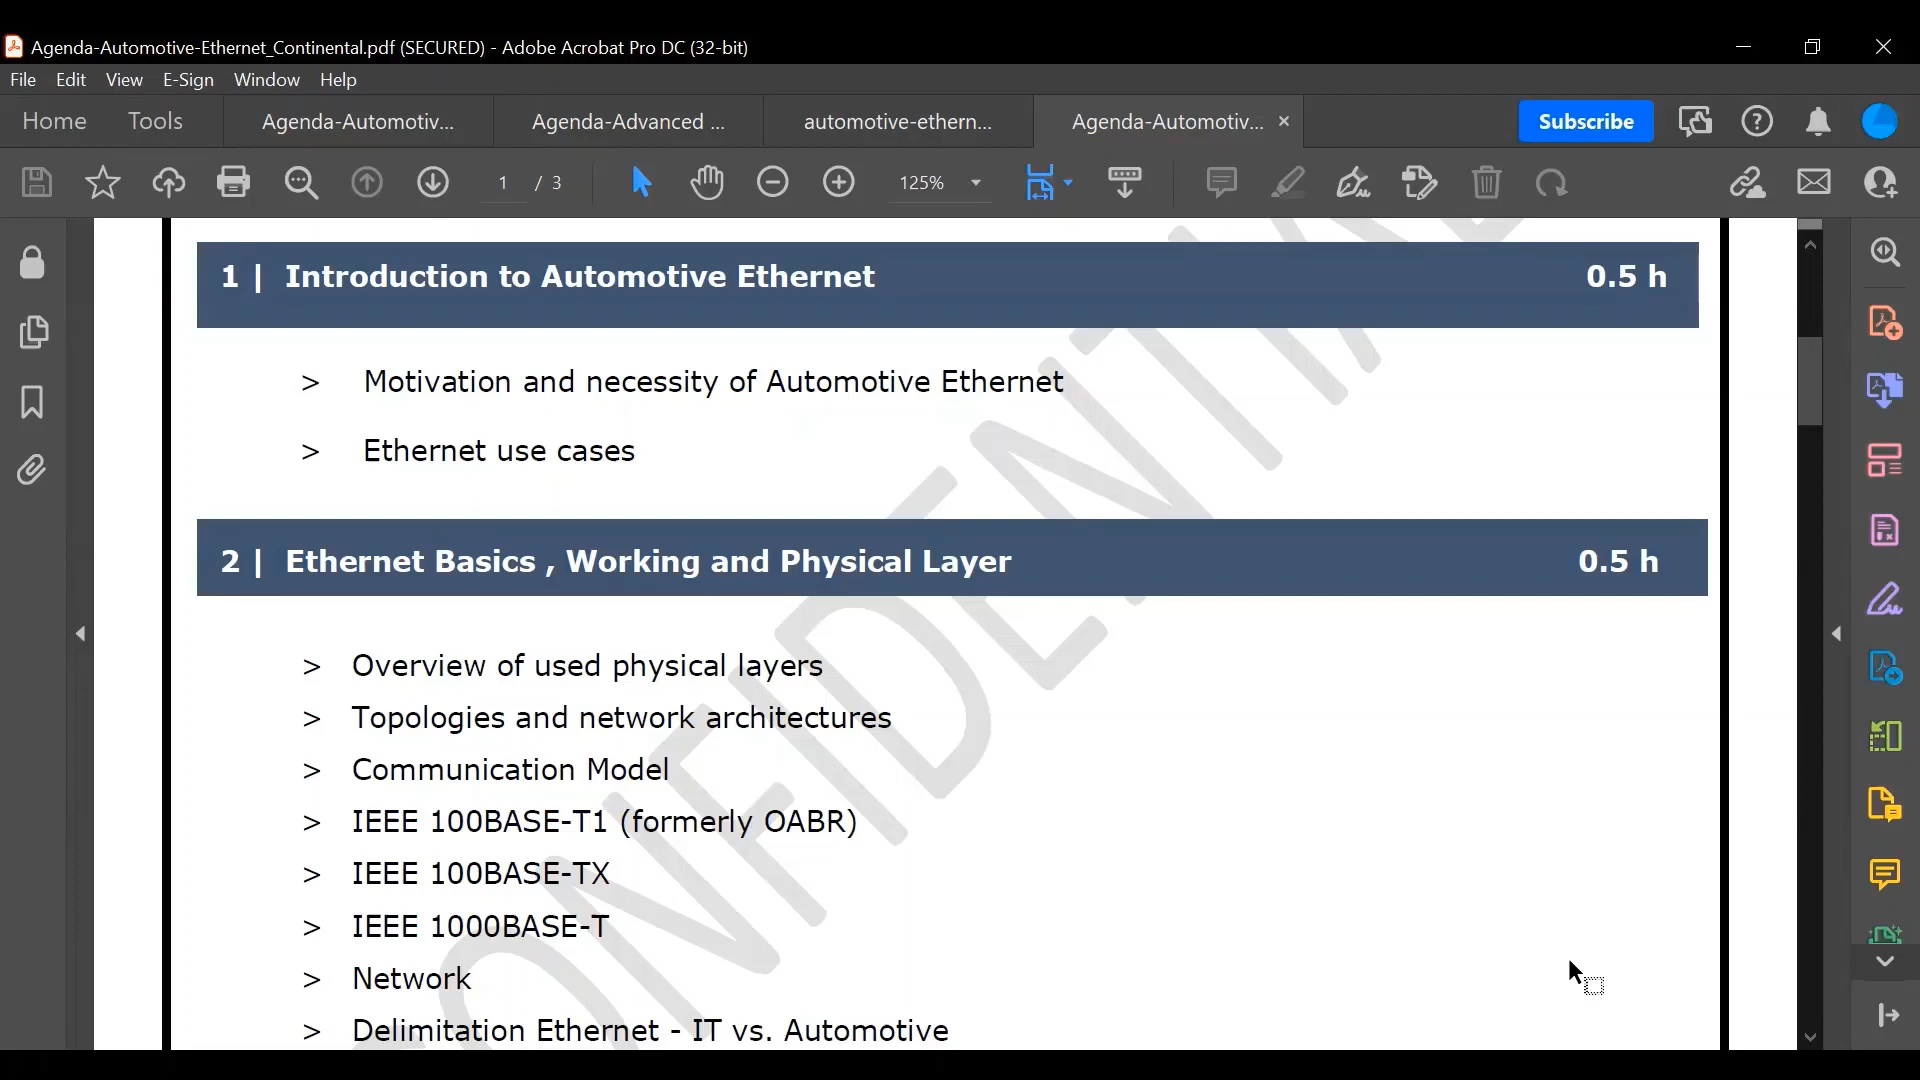 Agenda-Automotive-Ethernet_Continental.pdf (SECURED) - Adobe Acrobat Pro DC (32-bit)
File Edit View E-Sign Window Help
Home Tools Agenda-Automotiv... Agenda-Advanced ... automotive-ethern... Agenda-Automotiv... × Subscribe
1 / 3 125%
1 | Introduction to Automotive Ethernet 0.5 h
> Motivation and necessity of Automotive Ethernet
> Ethernet use cases
2 | Ethernet Basics , Working and Physical Layer 0.5 h
> Overview of used physical layers
> Topologies and network architectures
> Communication Model
> IEEE 100BASE-T1 (formerly OABR)
> IEEE 100BASE-TX
> IEEE 1000BASE-T
> Network
> Delimitation Ethernet - IT vs. Automotive
CONFIDENTIAL